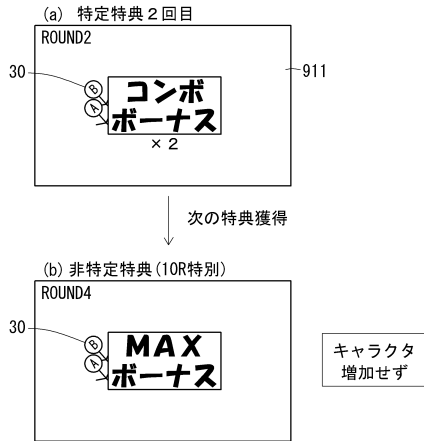 (a) 特定特典２回目
ROUND2
30
911
B
A
コンボ
ボーナス
×２
次の特典獲得
(b) 非特定特典(10R特別)
ROUND4
30
B
A
MAX
ボーナス
キャラクタ
増加せず